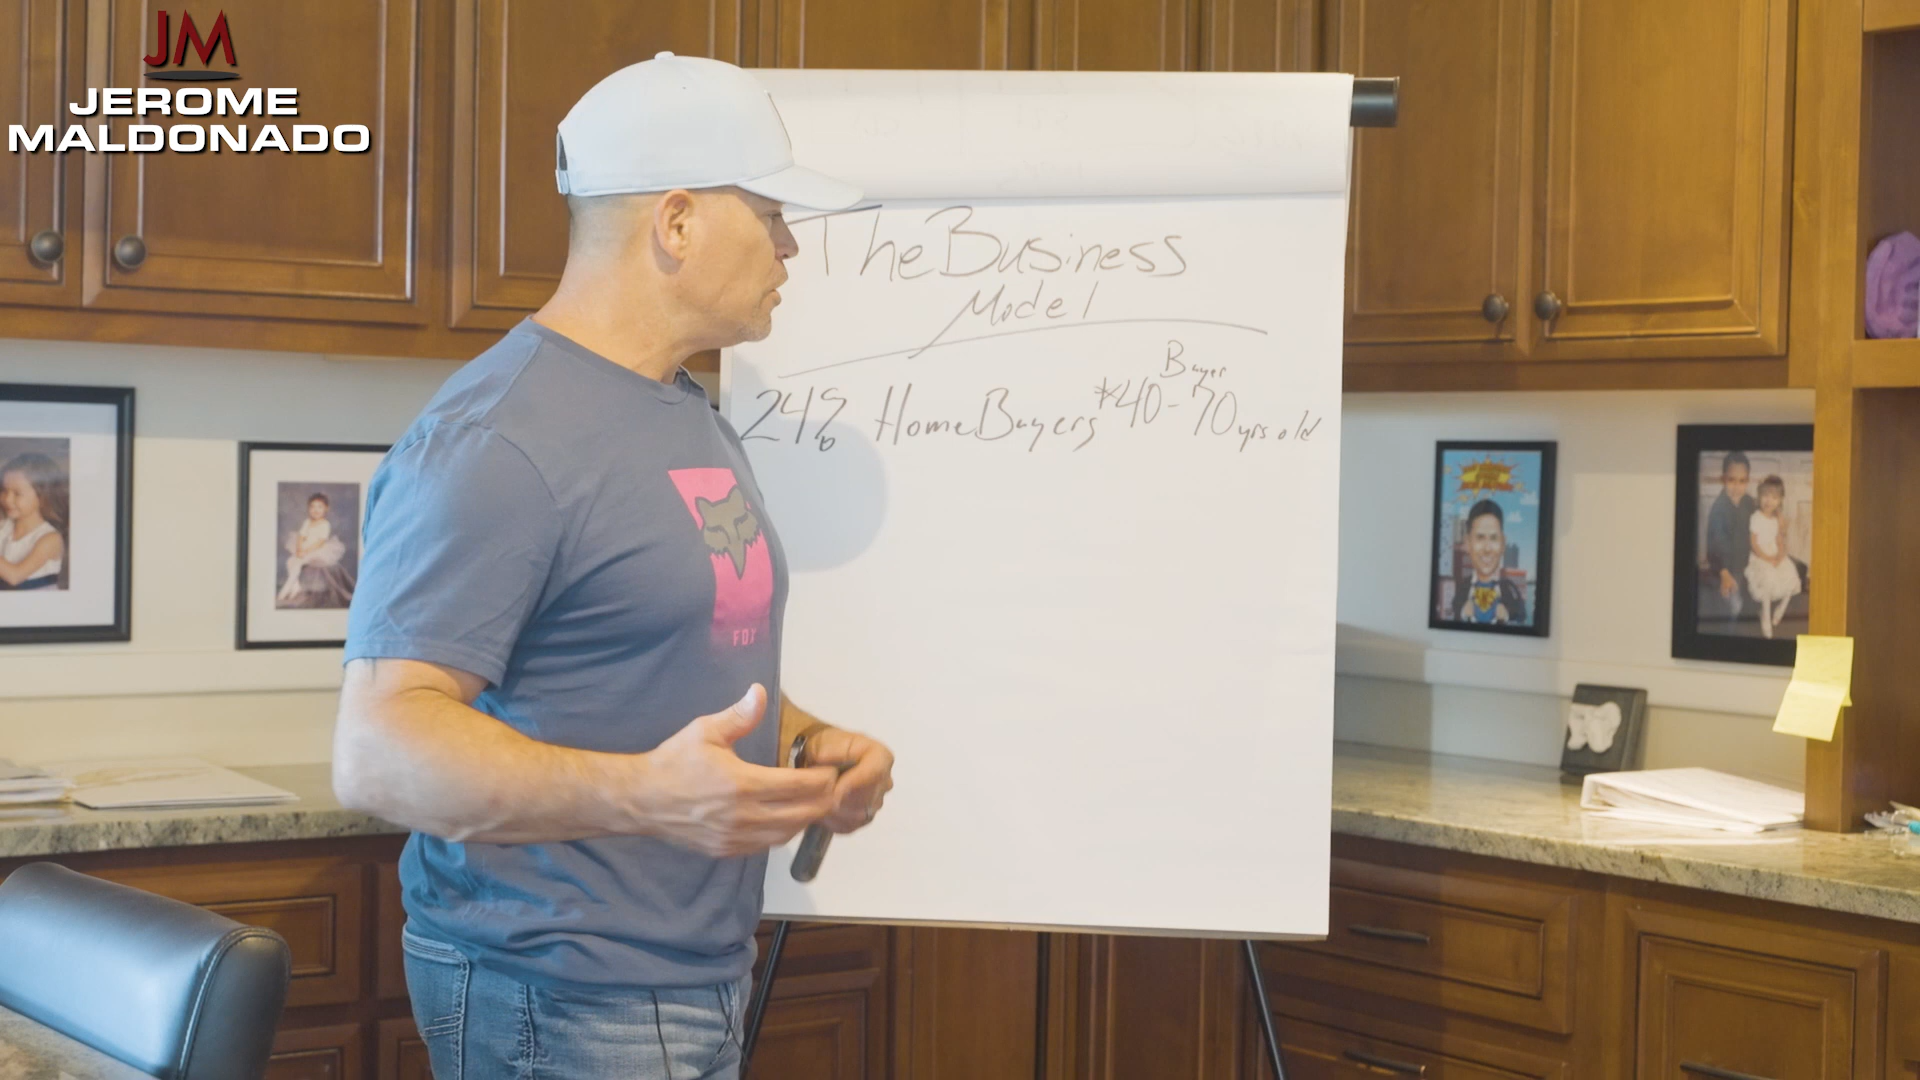 JM
JEROME
MALDONADO
The Business
Model
Buyer
24% Home Buyers *40-70 yrs old
FOX